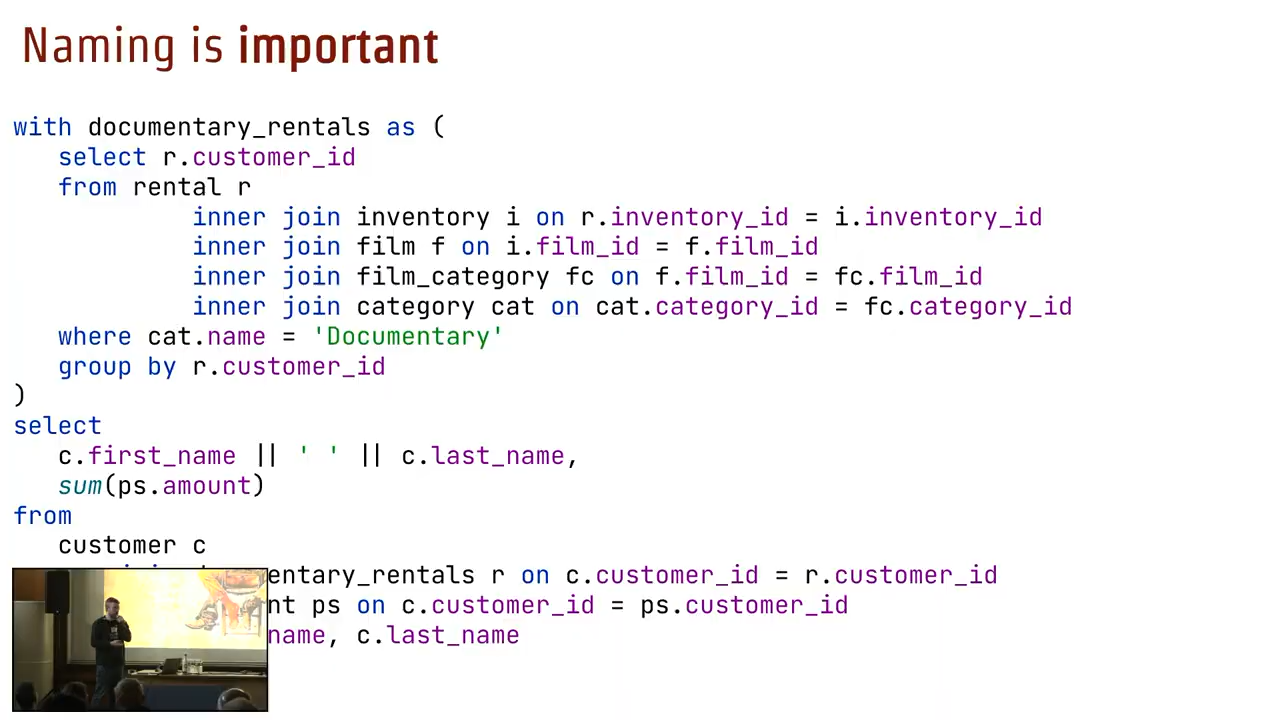 Naming is important
with documentary_rentals as (
select r.customer_id
from rental r
inner join inventory i on r.inventory_id = i.inventory_id
inner join film f on i.film_id = f.film_id
inner join film_category fc on f.film_id = fc.film_id
inner join category cat on cat.category_id = fc.category_id
where cat.name = 'Documentary'
group by r.customer_id
)
select
c.first_name || ' ' || c.last_name,
sum(ps.amount)
from
customer c
entary_rentals r on c.customer_id = r.customer_id
nt ps on c.customer_id = ps.customer_id
name, c.last_name